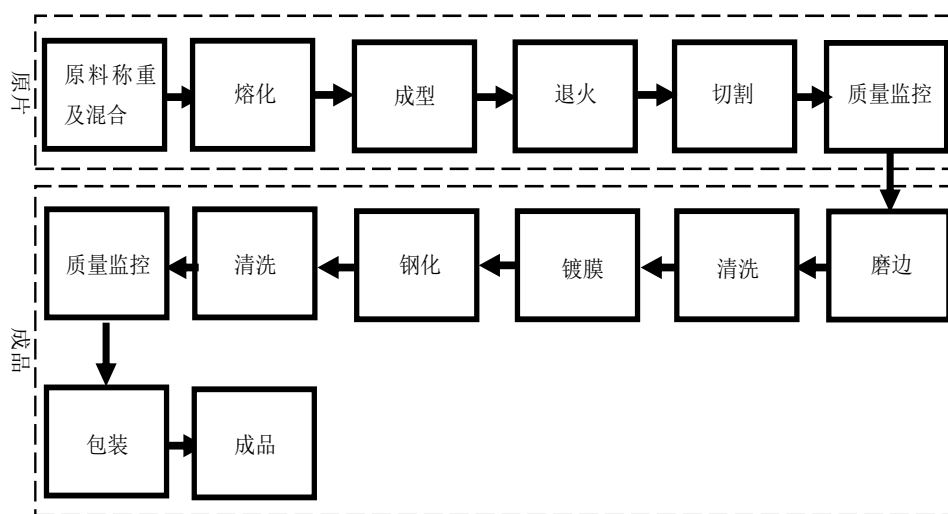 原片
原料称重
及混合
熔化
成型
退火
切割
质量监控
成品
质量监控
清洗
钢化
镀膜
清洗
磨边
包装
成品